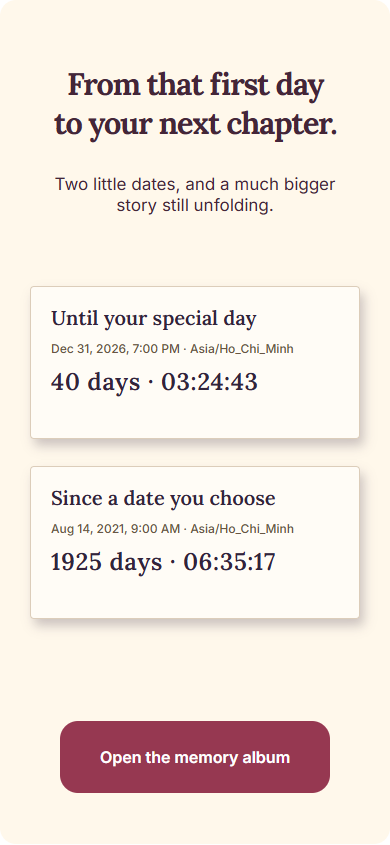 From that first day
to your next chapter.
Two little dates, and a much bigger
story still unfolding.
Until your special day
Dec 31, 2026, 7:00 PM · Asia/Ho_Chi_Minh
40 days · 03:24:43
Since a date you choose
Aug 14, 2021, 9:00 AM · Asia/Ho_Chi_Minh
1925 days · 06:35:17
Open the memory album